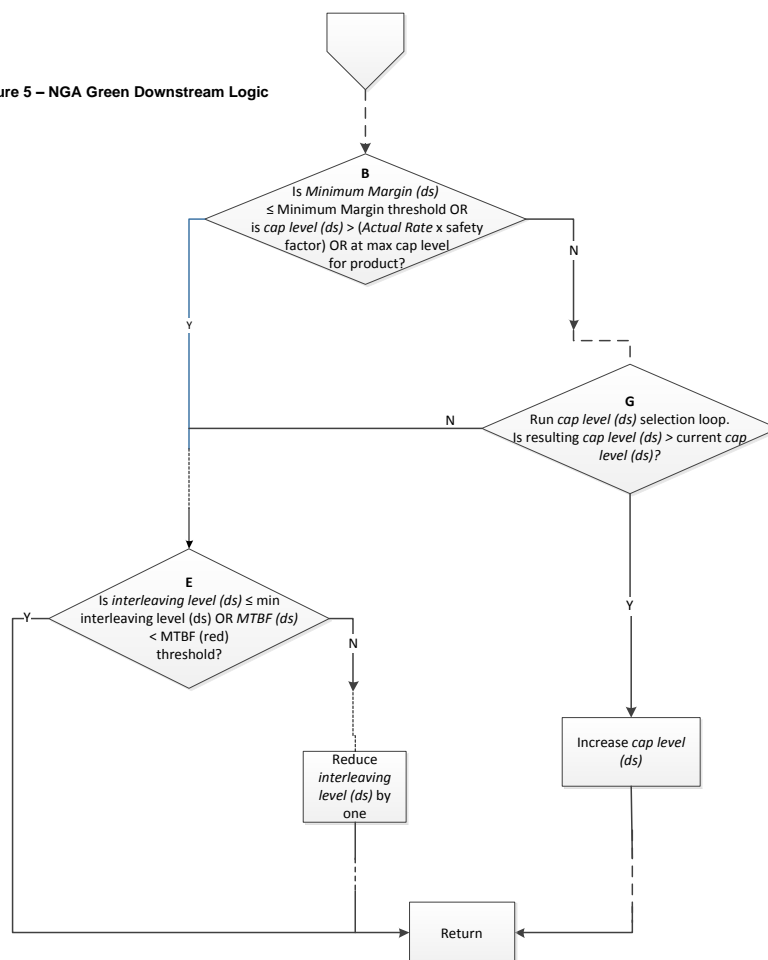 ure 5 – NGA Green Downstream Logic
B
Is Minimum Margin (ds)
≤ Minimum Margin threshold OR
is cap level (ds) > (Actual Rate x safety
factor) OR at max cap level
for product?
N
Y
G
Run cap level (ds) selection loop.
Is resulting cap level (ds) > current cap
level (ds)?
N
E
Is interleaving level (ds) ≤ min
interleaving level (ds) OR MTBF (ds)
< MTBF (red)
threshold?
Y
N
Y
Increase cap level
(ds)
Reduce
interleaving
level (ds) by
one
Return